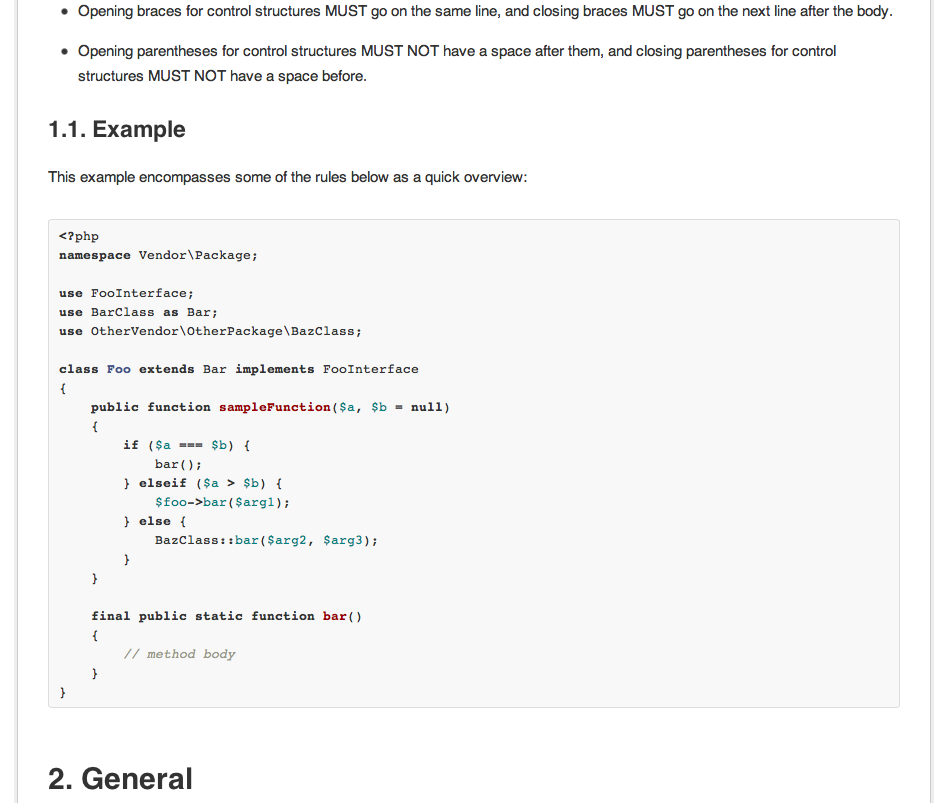 • Opening braces for control structures MUST go on the same line, and closing braces MUST go on the next line after the body.
• Opening parentheses for control structures MUST NOT have a space after them, and closing parentheses for control
structures MUST NOT have a space before.
1.1. Example
This example encompasses some of the rules below as a quick overview:
<?php
namespace Vendor\Package;

use FooInterface;
use BarClass as Bar;
use OtherVendor\OtherPackage\BazClass;

class Foo extends Bar implements FooInterface
{
    public function sampleFunction($a, $b = null)
    {
        if ($a === $b) {
            bar();
        } elseif ($a > $b) {
            $foo->bar($arg1);
        } else {
            BazClass::bar($arg2, $arg3);
        }
    }

    final public static function bar()
    {
        // method body
    }
}
2. General